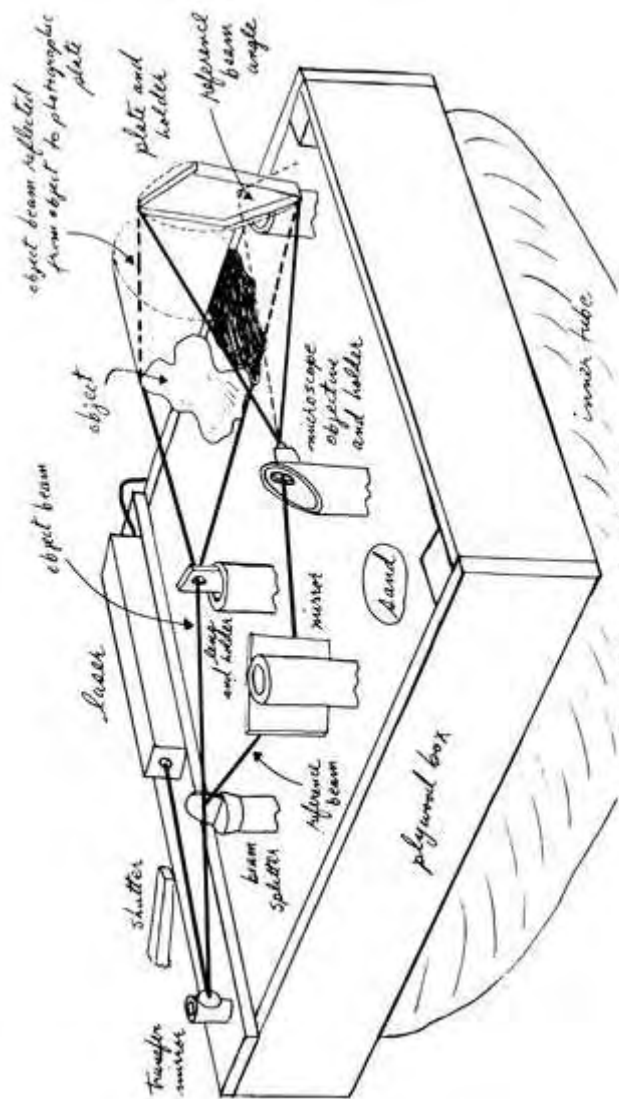 object beam reflected
from object to photographic
plate
plate and
holder
reference
beam
angle
object
object beam
laser
shutter
transfer
mirror
beam
splitter
reference
beam
lens
and holder
mirror
microscope
objective
and holder
sand
plywood box
inner tube